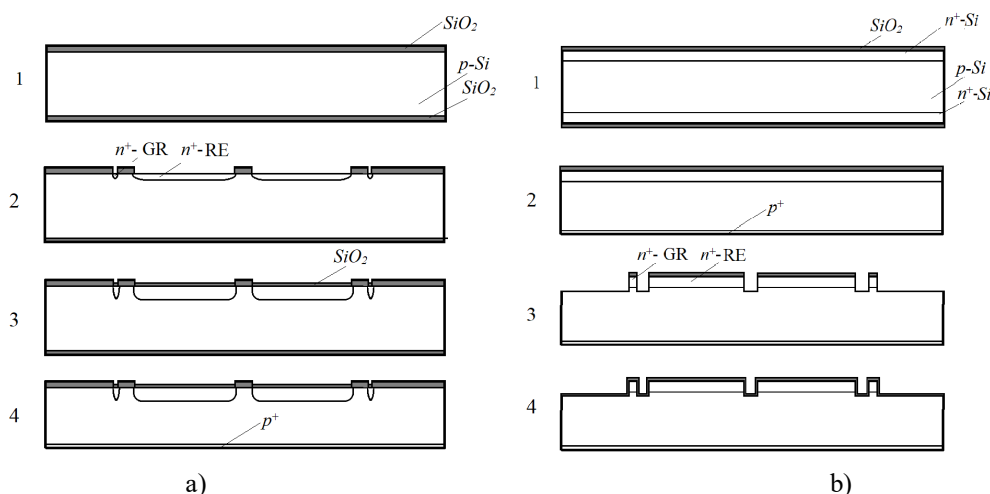 SiO₂
1
p-Si
SiO₂
n⁺- GR n⁺-RE
2
SiO₂
3
4
p⁺
a)
SiO₂ n⁺-Si
1
p-Si
n⁺-Si
2
p⁺
n⁺- GR n⁺-RE
3
4
b)